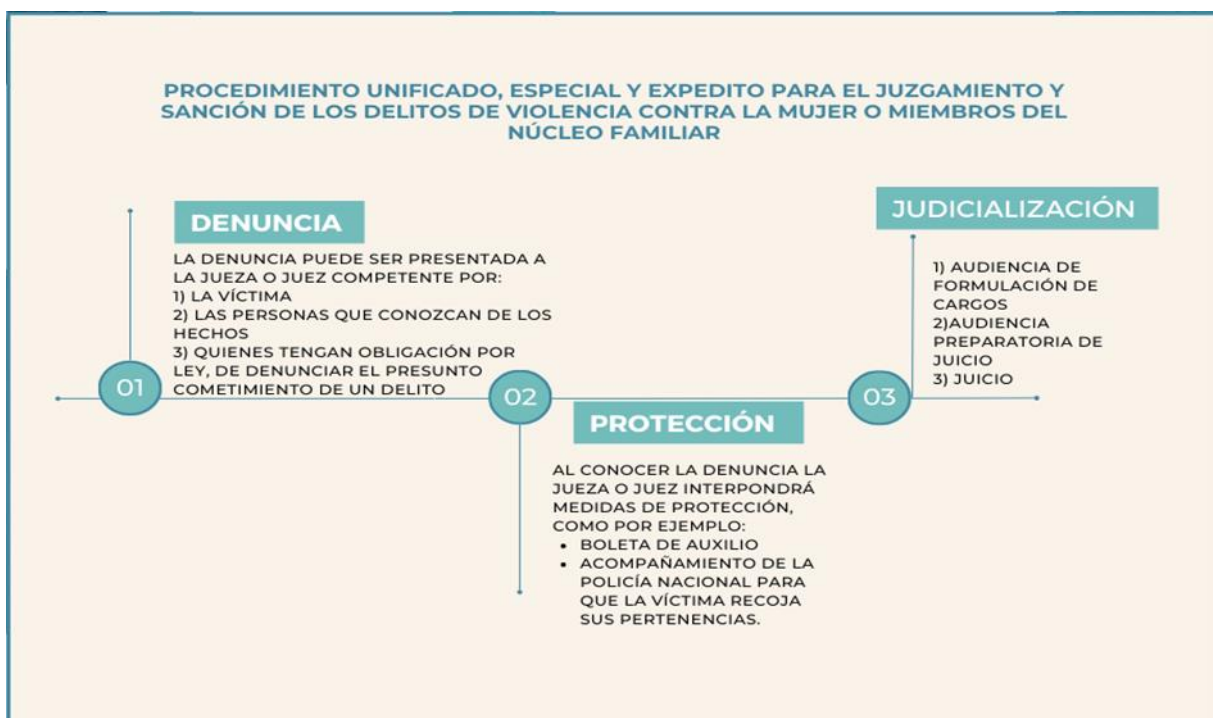 PROCEDIMIENTO UNIFICADO, ESPECIAL Y EXPEDITO PARA EL JUZGAMIENTO Y
SANCIÓN DE LOS DELITOS DE VIOLENCIA CONTRA LA MUJER O MIEMBROS DEL
NÚCLEO FAMILIAR
DENUNCIA
LA DENUNCIA PUEDE SER PRESENTADA A
LA JUEZA O JUEZ COMPETENTE POR:
1) LA VÍCTIMA
2) LAS PERSONAS QUE CONOZCAN DE LOS
HECHOS
3) QUIENES TENGAN OBLIGACIÓN POR
LEY, DE DENUNCIAR EL PRESUNTO
COMETIMIENTO DE UN DELITO
01
02
PROTECCIÓN
AL CONOCER LA DENUNCIA LA
JUEZA O JUEZ INTERPONDRÁ
MEDIDAS DE PROTECCIÓN,
COMO POR EJEMPLO:
• BOLETA DE AUXILIO
• ACOMPAÑAMIENTO DE LA
POLICÍA NACIONAL PARA
QUE LA VÍCTIMA RECOJA
SUS PERTENENCIAS.
03
JUDICIALIZACIÓN
1) AUDIENCIA DE
FORMULACIÓN DE
CARGOS
2)AUDIENCIA
PREPARATORIA DE
JUICIO
3) JUICIO